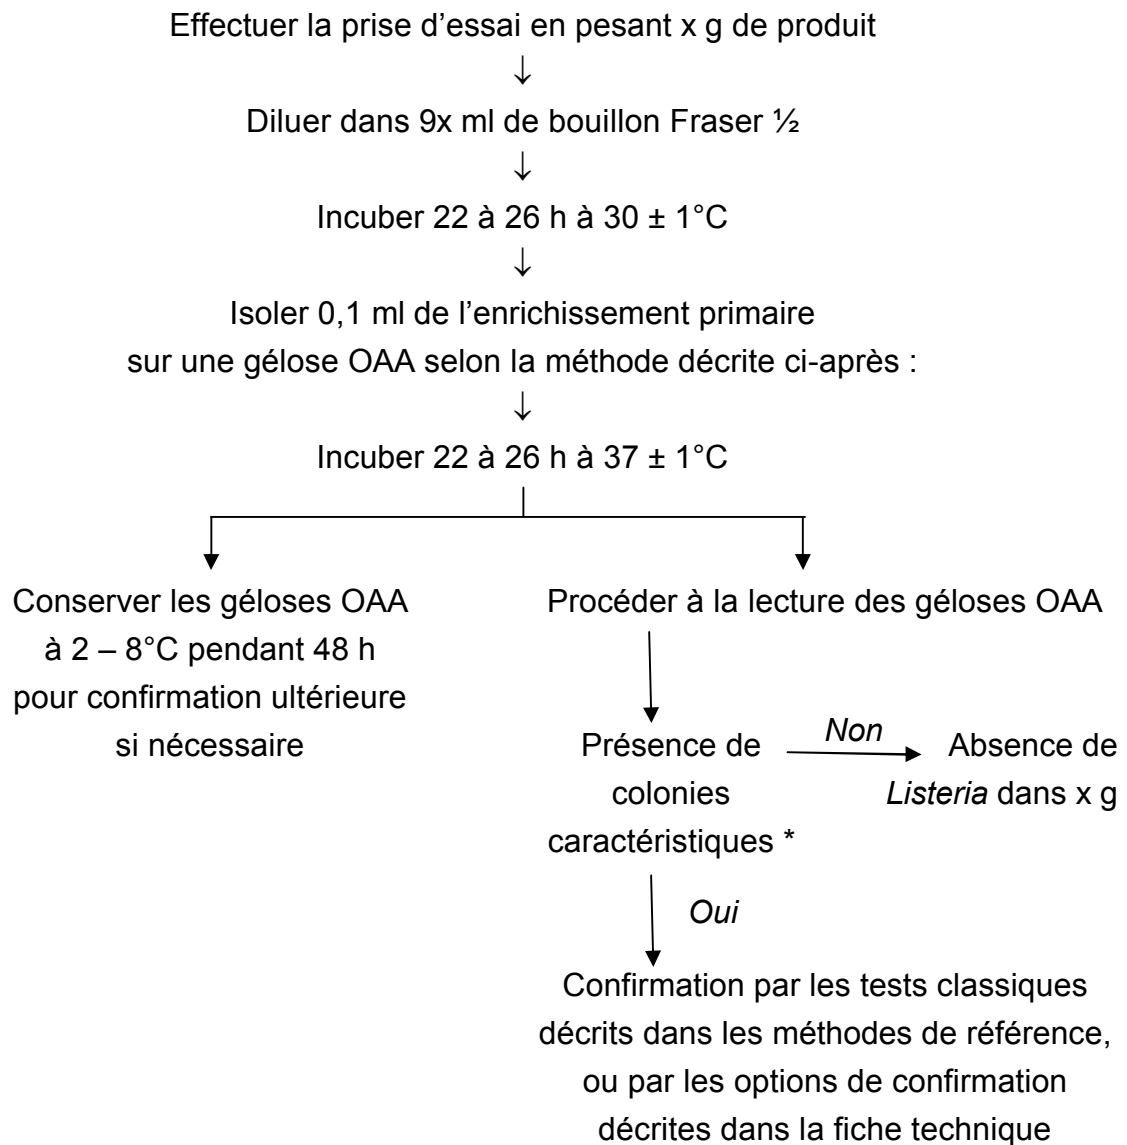 Effectuer la prise d'essai en pesant x g de produit
↓
Diluer dans 9x ml de bouillon Fraser ½
↓
Incuber 22 à 26 h à 30 ± 1°C
↓
Isoler 0,1 ml de l’enrichissement primaire
sur une gélose OAA selon la méthode décrite ci-après :
↓
Incuber 22 à 26 h à 37 ± 1°C
Conserver les géloses OAA
à 2 – 8°C pendant 48 h
pour confirmation ultérieure
si nécessaire
Procéder à la lecture des géloses OAA
Présence de
colonies
caractéristiques *
Non
Absence de
Listeria dans x g
Oui
Confirmation par les tests classiques
décrits dans les méthodes de référence,
ou par les options de confirmation
décrites dans la fiche technique